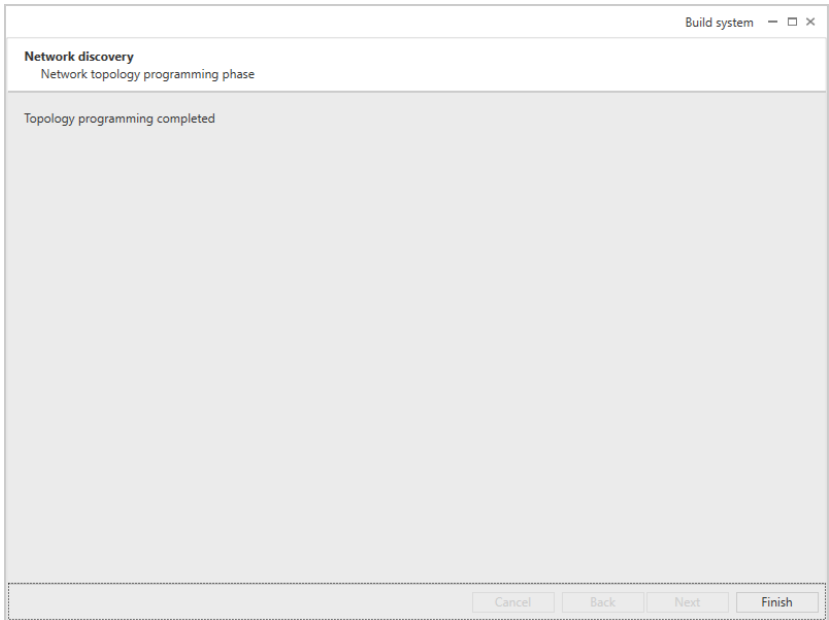 Build system
Network discovery
Network topology programming phase
Topology programming completed
Cancel Back Next Finish